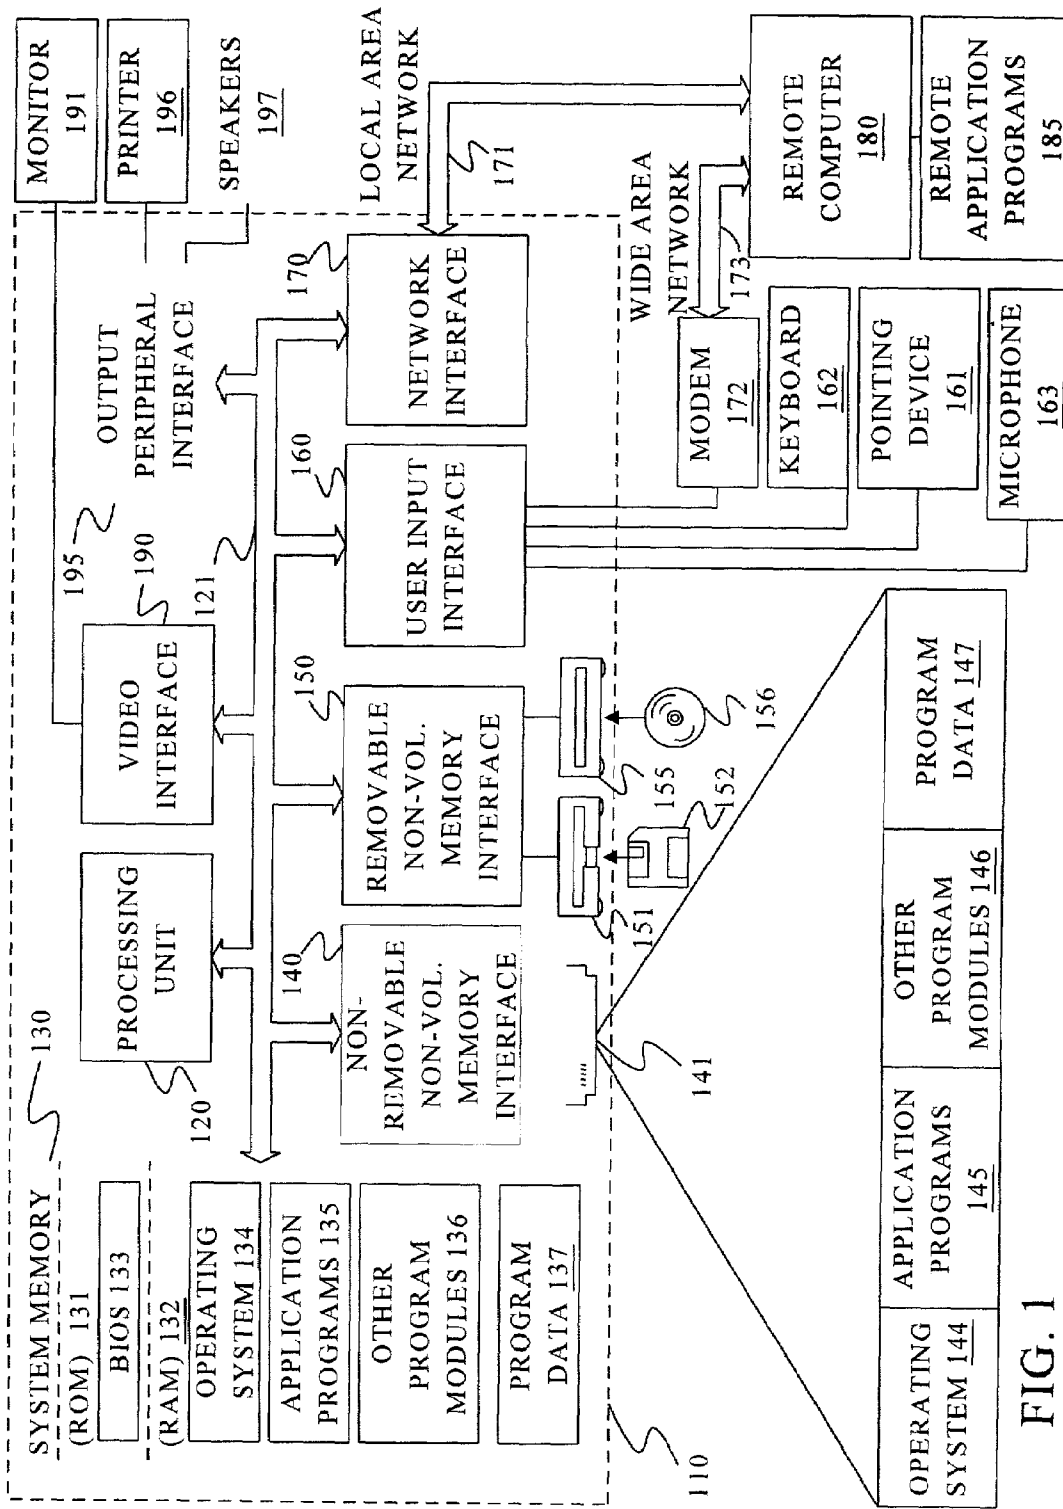 SYSTEM MEMORY
130
(ROM) 131
BIOS 133
(RAM) 132
OPERATING
SYSTEM 134
APPLICATION
PROGRAMS 135
OTHER
PROGRAM
MODULES 136
PROGRAM
DATA 137
110
PROCESSING
UNIT
120
VIDEO
INTERFACE
190
195
OUTPUT
PERIPHERAL
INTERFACE
121
MONITOR
191
PRINTER
196
SPEAKERS
197
140
NON-
REMOVABLE
NON-VOL.
MEMORY
INTERFACE
150
REMOVABLE
NON-VOL.
MEMORY
INTERFACE
160
USER INPUT
INTERFACE
170
NETWORK
INTERFACE
LOCAL AREA
NETWORK
171
141
151
152
155
156
WIDE AREA
NETWORK
173
MODEM
172
KEYBOARD
162
POINTING
DEVICE
161
MICROPHONE
163
REMOTE
COMPUTER
180
REMOTE
APPLICATION
PROGRAMS
185
OPERATING
SYSTEM 144
APPLICATION
PROGRAMS
145
OTHER
PROGRAM
MODULES 146
PROGRAM
DATA 147
FIG. 1